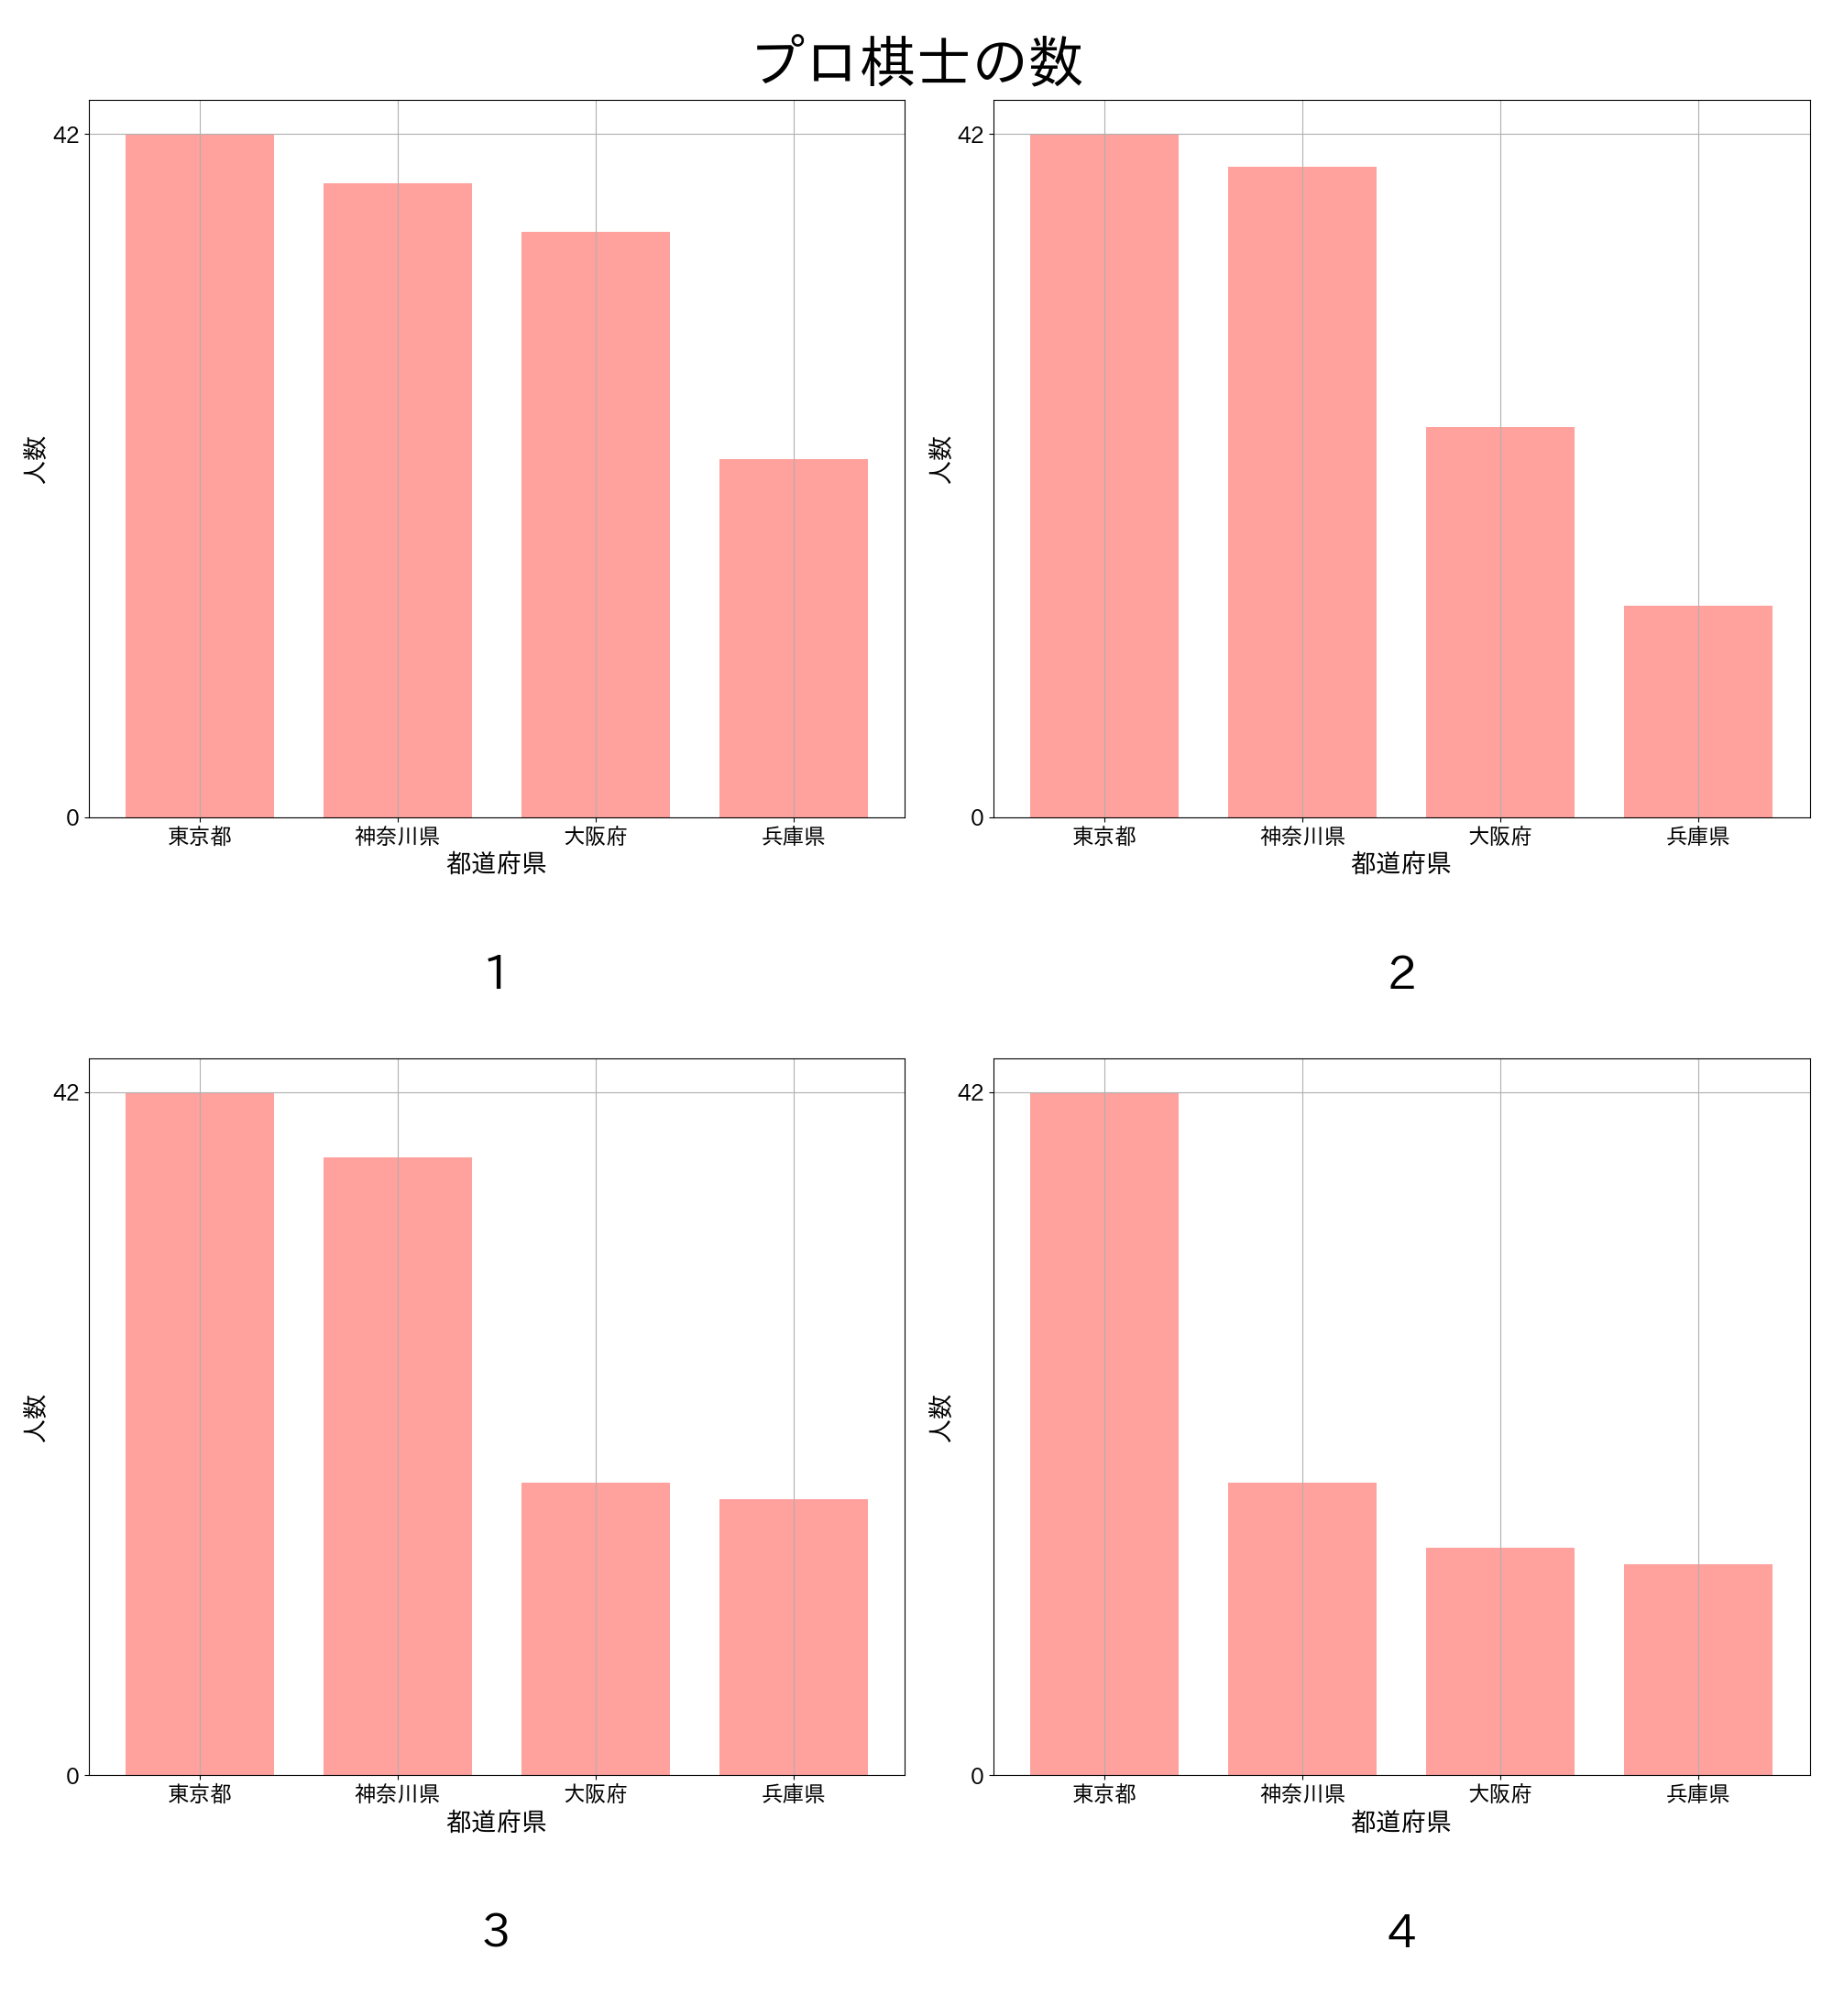 プロ棋士の数
42
0
人数
東京都 神奈川県 大阪府 兵庫県
都道府県
1
42
0
人数
東京都 神奈川県 大阪府 兵庫県
都道府県
2
42
0
人数
東京都 神奈川県 大阪府 兵庫県
都道府県
3
42
0
人数
東京都 神奈川県 大阪府 兵庫県
都道府県
4